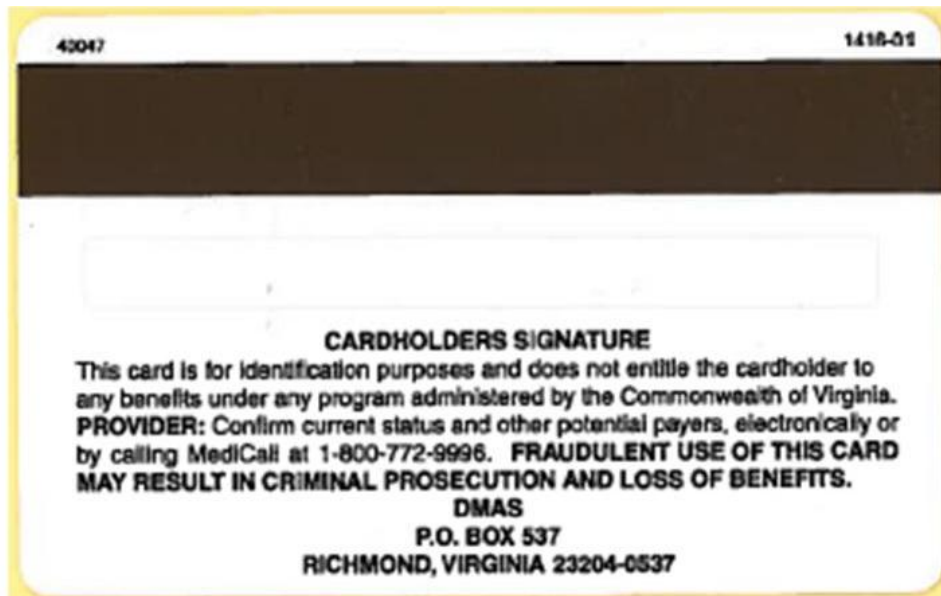 40047 1416-01
CARDHOLDERS SIGNATURE
This card is for identification purposes and does not entitle the cardholder to
any benefits under any program administered by the Commonwealth of Virginia.
PROVIDER: Confirm current status and other potential payers, electronically or
by calling MediCall at 1-800-772-9996. FRAUDULENT USE OF THIS CARD
MAY RESULT IN CRIMINAL PROSECUTION AND LOSS OF BENEFITS.
DMAS
P.O. BOX 537
RICHMOND, VIRGINIA 23204-0537